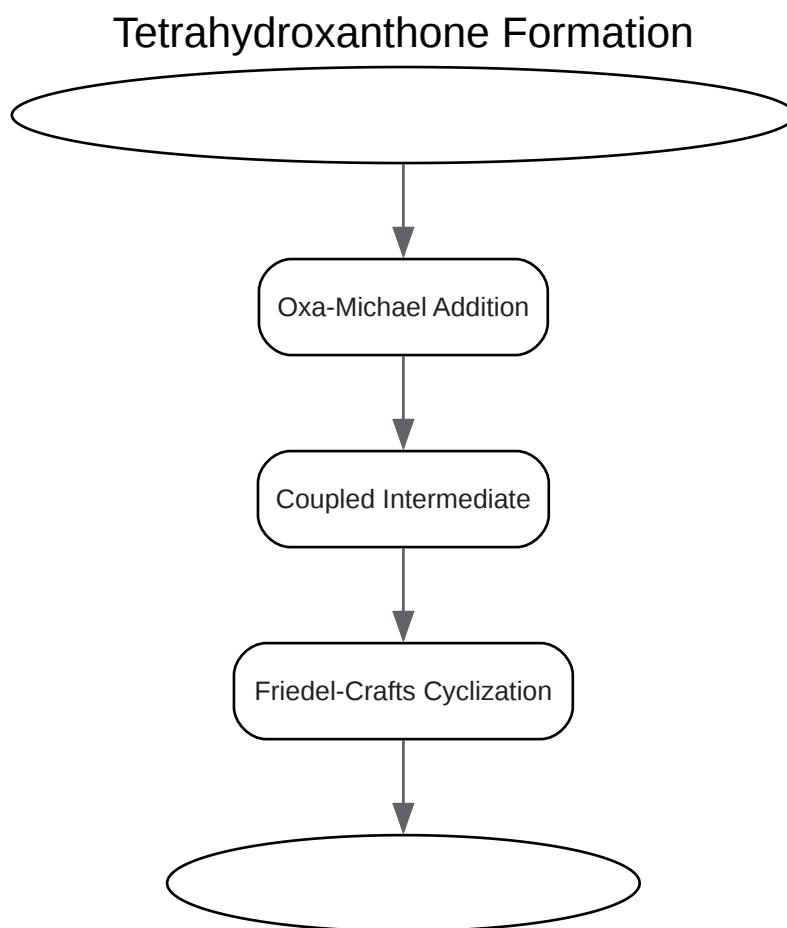 Tetrahydroxanthone Formation
Oxa-Michael Addition
Coupled Intermediate
Friedel-Crafts Cyclization